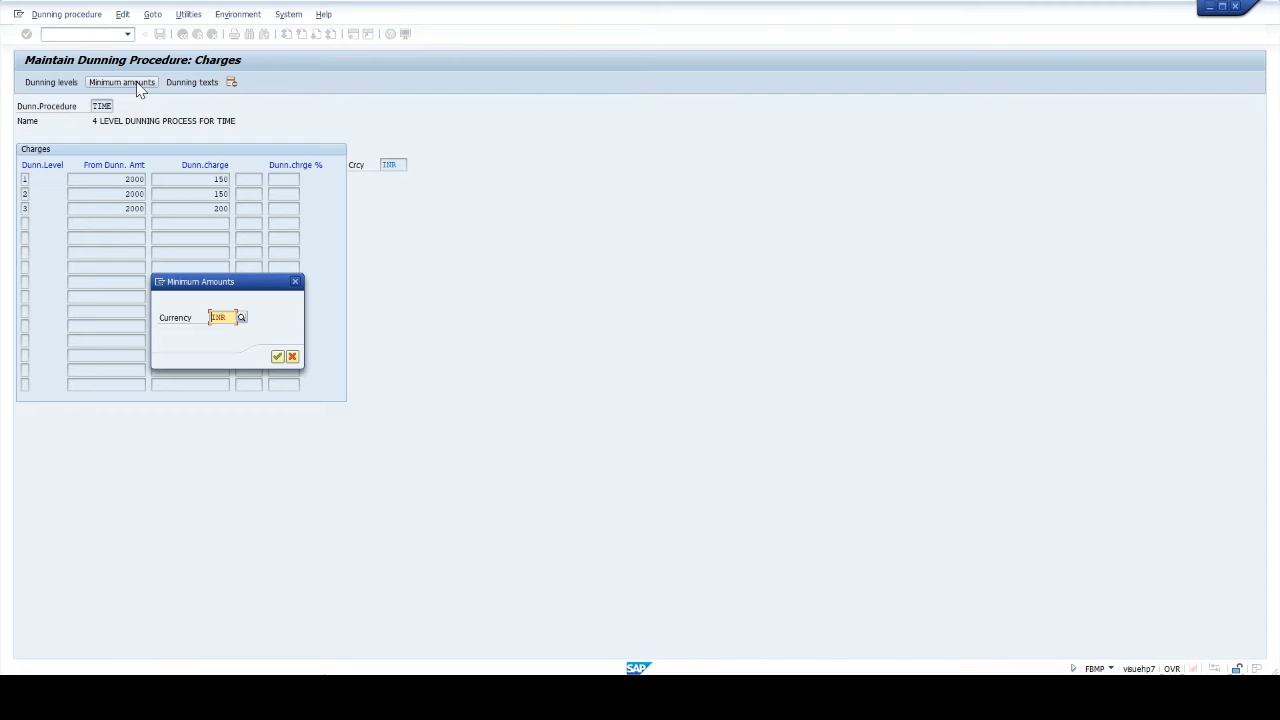 Dunning procedure Edit Goto Utilities Environment System Help
Maintain Dunning Procedure: Charges
Dunning levels Minimum amounts Dunning texts
Dunn.Procedure TIME
Name 4 LEVEL DUNNING PROCESS FOR TIME
Charges
Dunn.Level From Dunn. Amt Dunn.charge Dunn.chrge % Crcy INR
1 2000 150
2 2000 150
3 2000 200
Minimum Amounts
Currency INR
SAP FBMP visuehp7 OVR